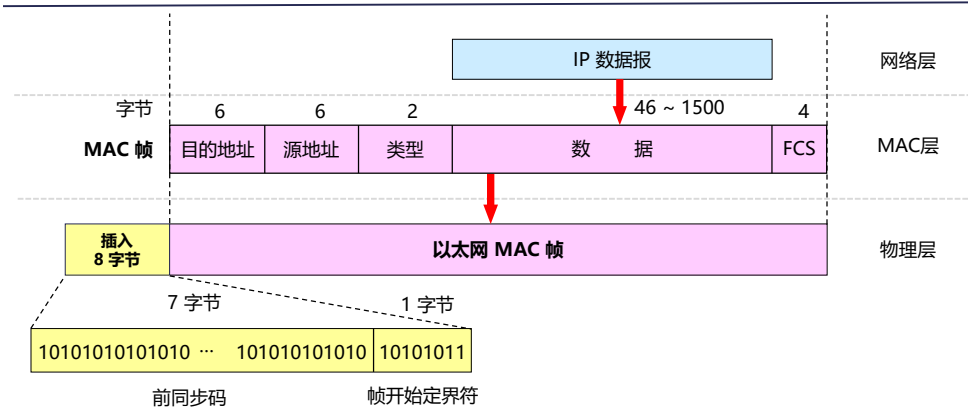 IP 数据报
网络层
字节 6 6 2 46 ~ 1500 4
MAC 帧 目的地址 源地址 类型 数 据 FCS MAC层
插入
8 字节
以太网 MAC 帧
物理层
7 字节 1 字节
10101010101010 ··· 101010101010 10101011
前同步码 帧开始定界符